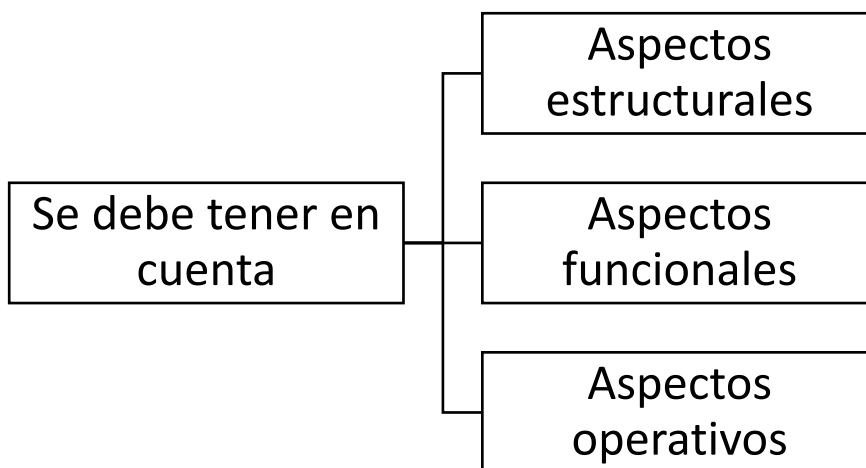 Aspectos
estructurales
Se debe tener en
cuenta
Aspectos
funcionales
Aspectos
operativos